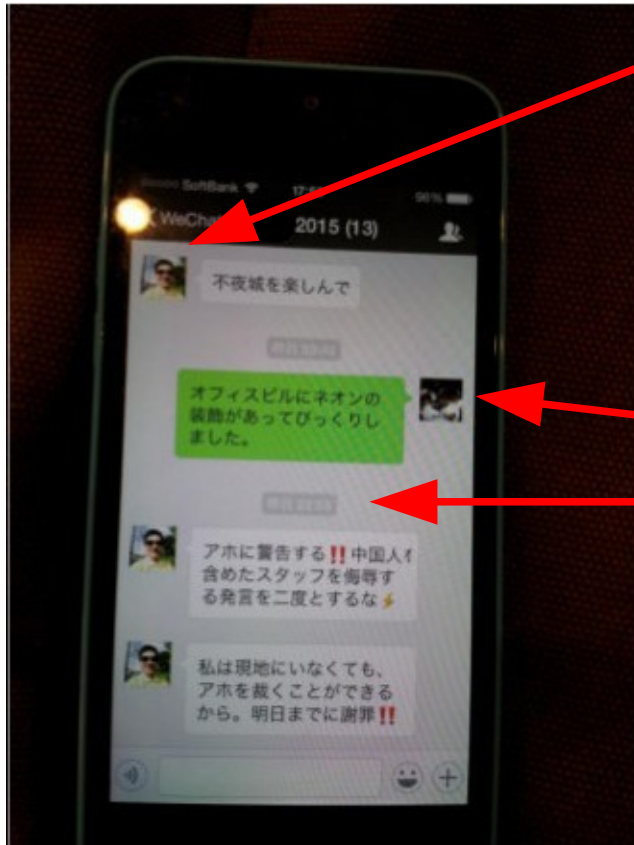 SoftBank
96%
WeChat
2015 (13)
不夜城を楽しんで
オフィスビルにネオンの
装飾があってびっくりし
ました。
アホに警告する‼中国人を
含めたスタッフを侮辱す
る発言を二度とするな⚡
私は現地にいなくても、
アホを裁くことができる
から。明日までに謝罪‼